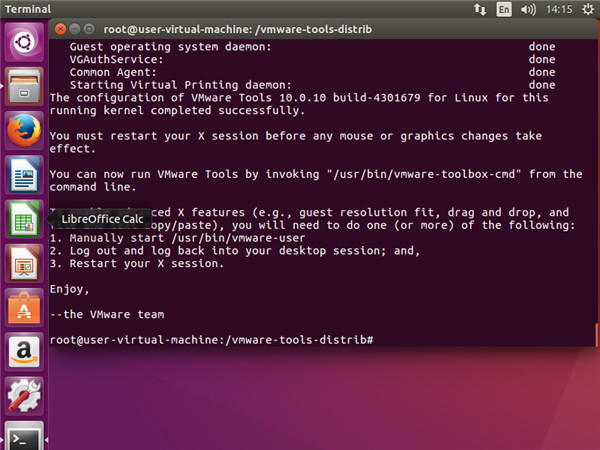 Terminal
En
14:15
root@user-virtual-machine: /vmware-tools-distrib
Guest operating system daemon: done
VGAuthService: done
Common Agent: done
Starting Virtual Printing daemon: done
The configuration of VMware Tools 10.0.10 build-4301679 for Linux for this
running kernel completed successfully.
You must restart your X session before any mouse or graphics changes take
effect.
You can now run VMware Tools by invoking "/usr/bin/vmware-toolbox-cmd" from the
command line.
X features (e.g., guest resolution fit, drag and drop, and
LibreOffice Calc
opy/paste), you will need to do one (or more) of the following:
1. Manually start /usr/bin/vmware-user
2. Log out and log back into your desktop session; and,
3. Restart your X session.
Enjoy,
--the VMware team
root@user-virtual-machine:/vmware-tools-distrib#